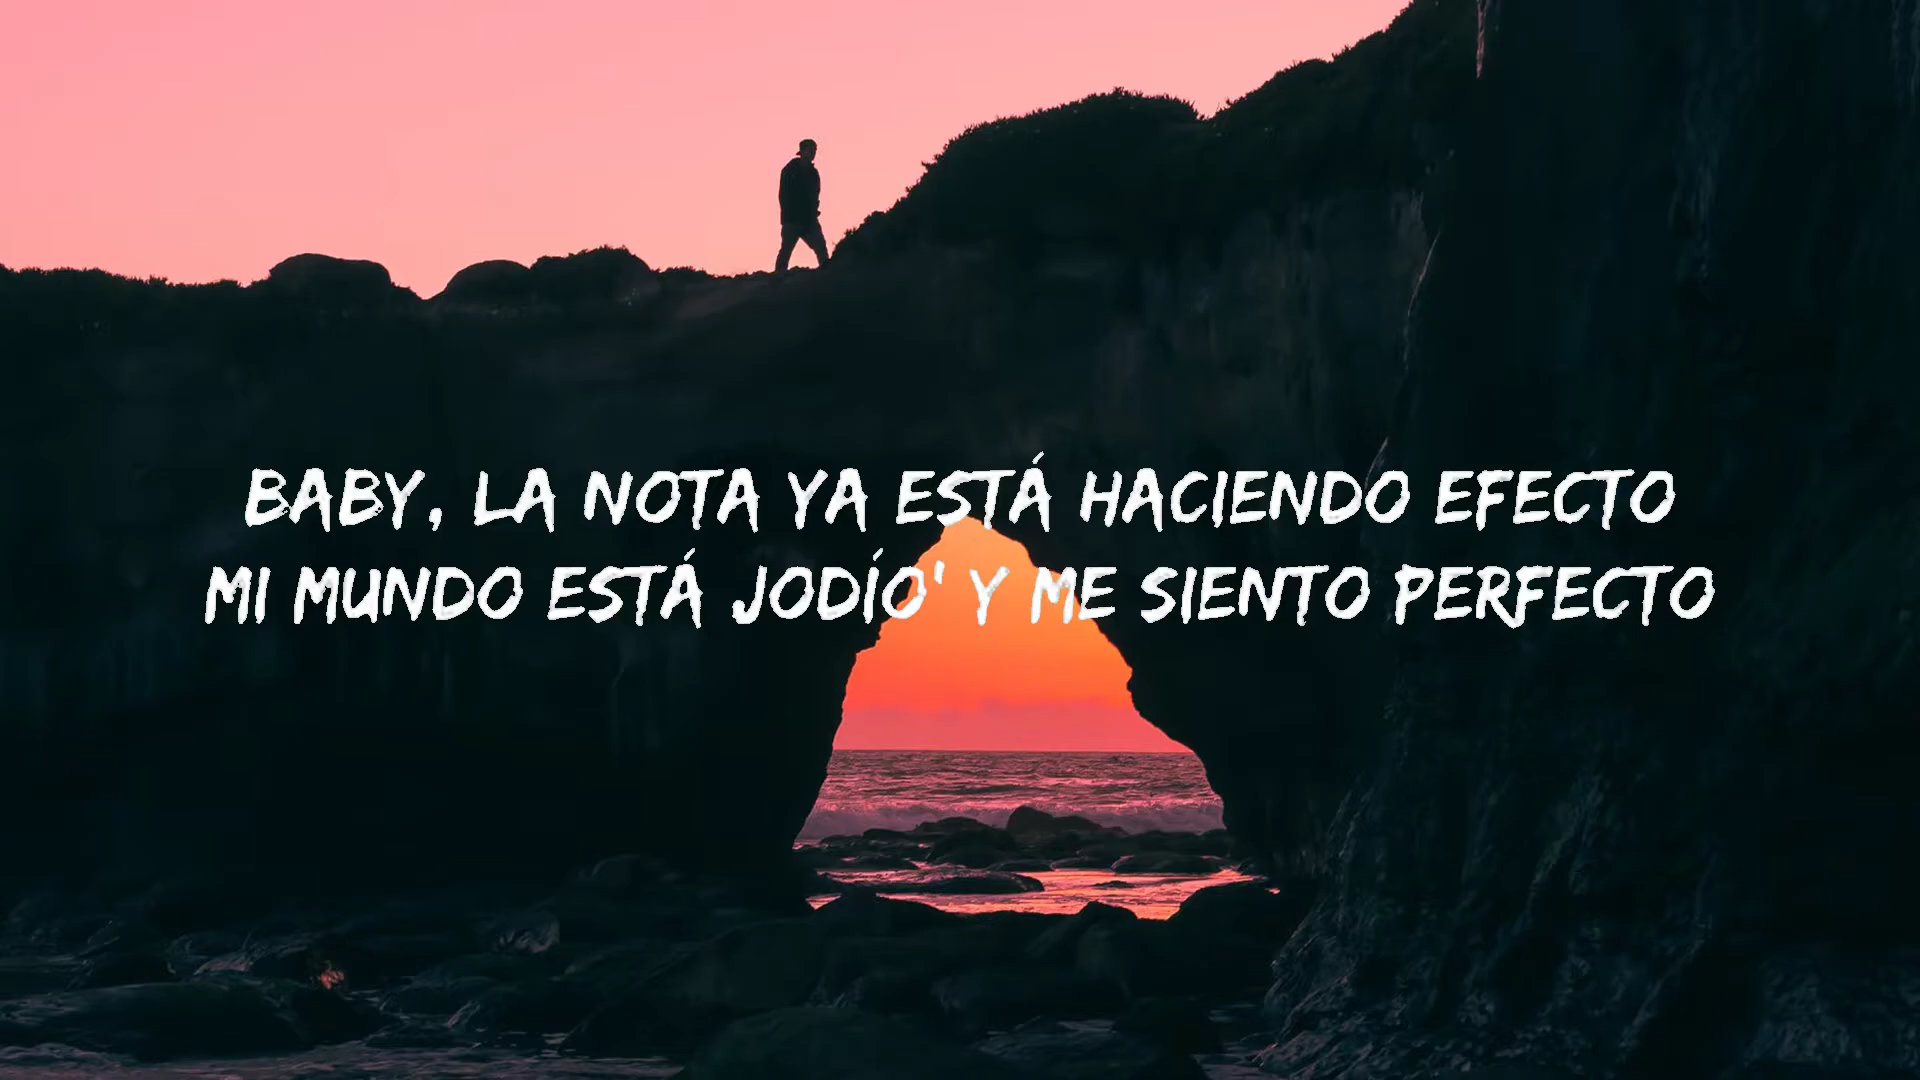 BABY, LA NOTA YA ESTÁ HACIENDO EFECTO
MI MUNDO ESTÁ JODÍO' Y ME SIENTO PERFECTO